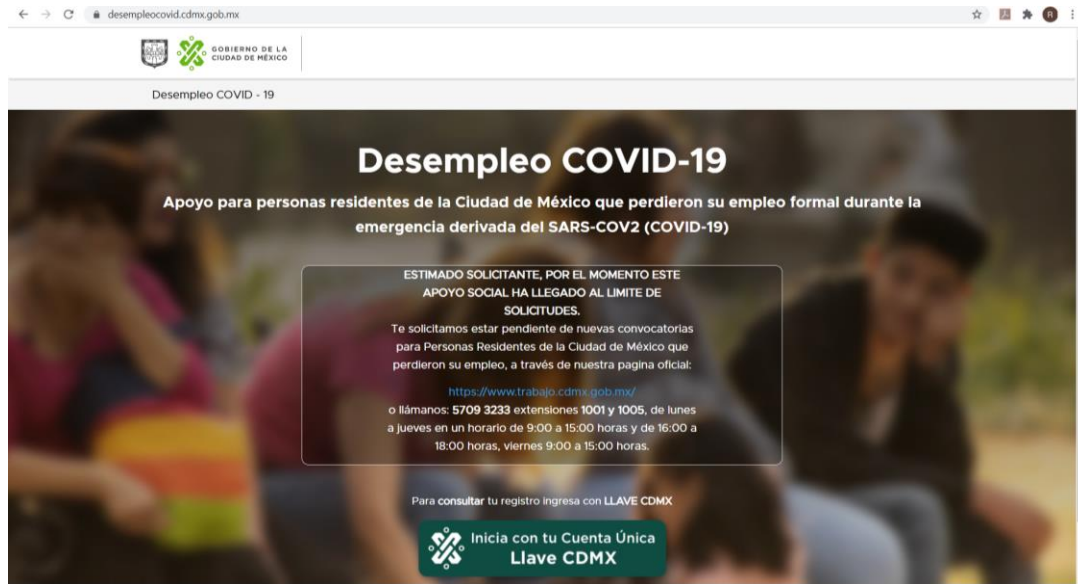 desempleocovid.cdmx.gob.mx
R
GOBIERNO DE LA
CIUDAD DE MÉXICO
Desempleo COVID - 19
Desempleo COVID-19
Apoyo para personas residentes de la Ciudad de México que perdieron su empleo formal durante la
emergencia derivada del SARS-COV2 (COVID-19)
ESTIMADO SOLICITANTE, POR EL MOMENTO ESTE
APOYO SOCIAL HA LLEGADO AL LIMITE DE
SOLICITUDES.
Te solicitamos estar pendiente de nuevas convocatorias
para Personas Residentes de la Ciudad de México que
perdieron su empleo, a través de nuestra pagina oficial:
https://www.trabajo.cdmx.gob.mx/
o llámanos: 5709 3233 extensiones 1001 y 1005, de lunes
a jueves en un horario de 9:00 a 15:00 horas y de 16:00 a
18:00 horas, viernes 9:00 a 15:00 horas.
Para consultar tu registro ingresa con LLAVE CDMX
Inicia con tu Cuenta Única
Llave CDMX